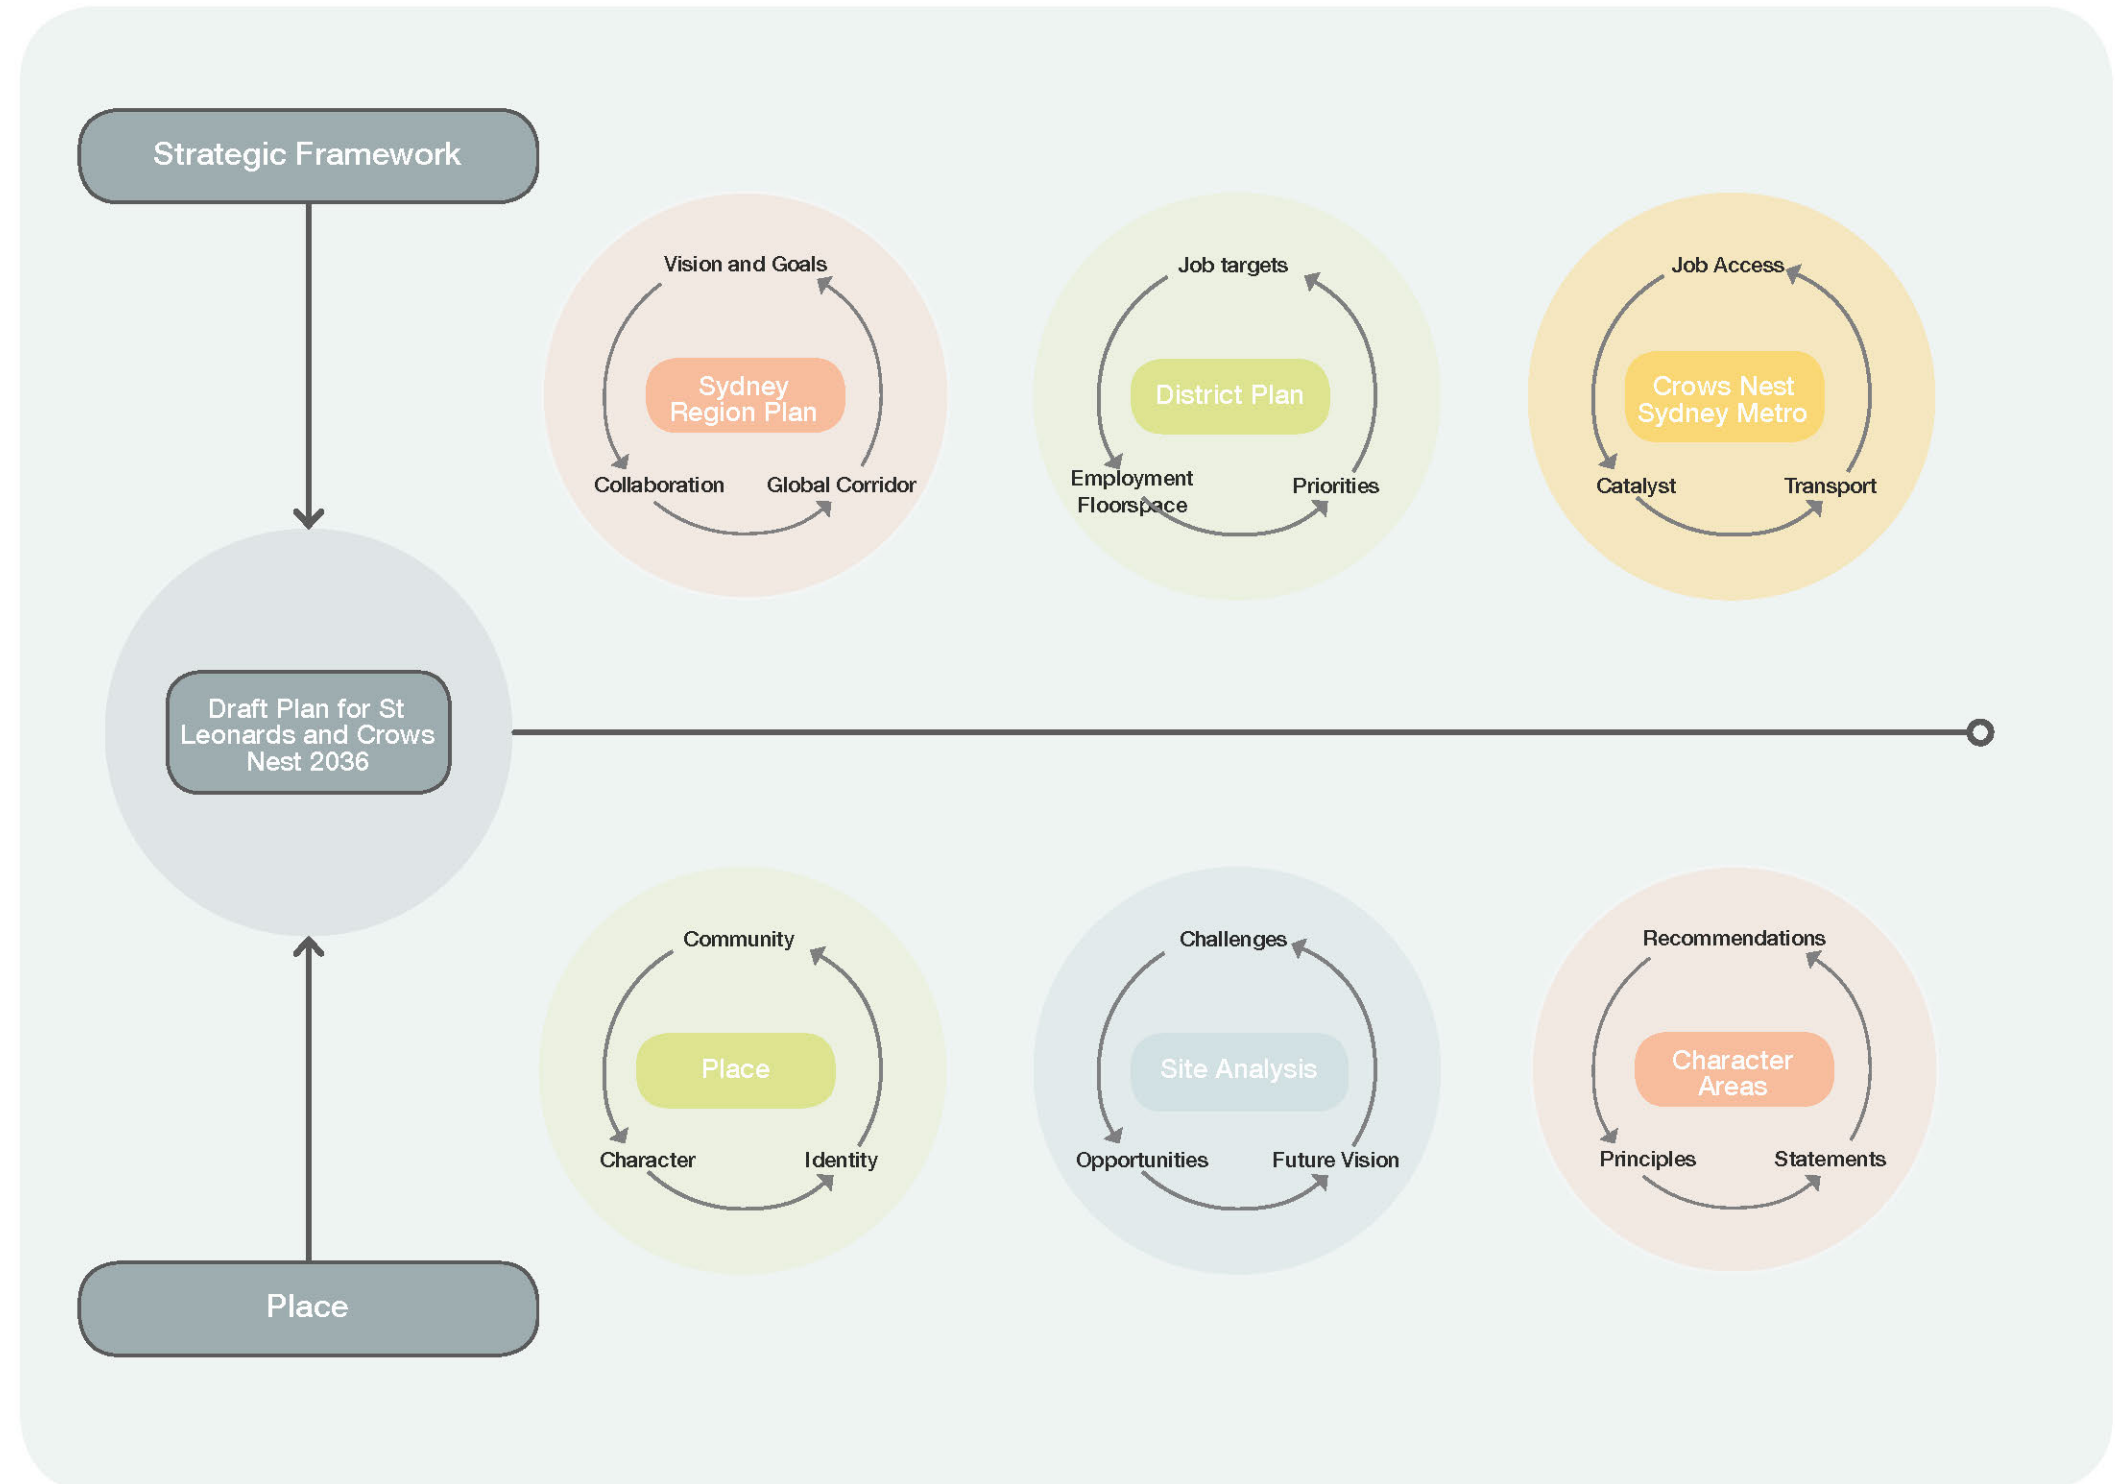 Strategic Framework
Vision and Goals
Sydney
Region Plan
Collaboration
Global Corridor
Job targets
District Plan
Employment
Floorspace
Priorities
Job Access
Crows Nest
Sydney Metro
Catalyst
Transport
Draft Plan for St
Leonards and Crows
Nest 2036
Community
Place
Character
Identity
Challenges
Site Analysis
Opportunities
Future Vision
Recommendations
Character
Areas
Principles
Statements
Place